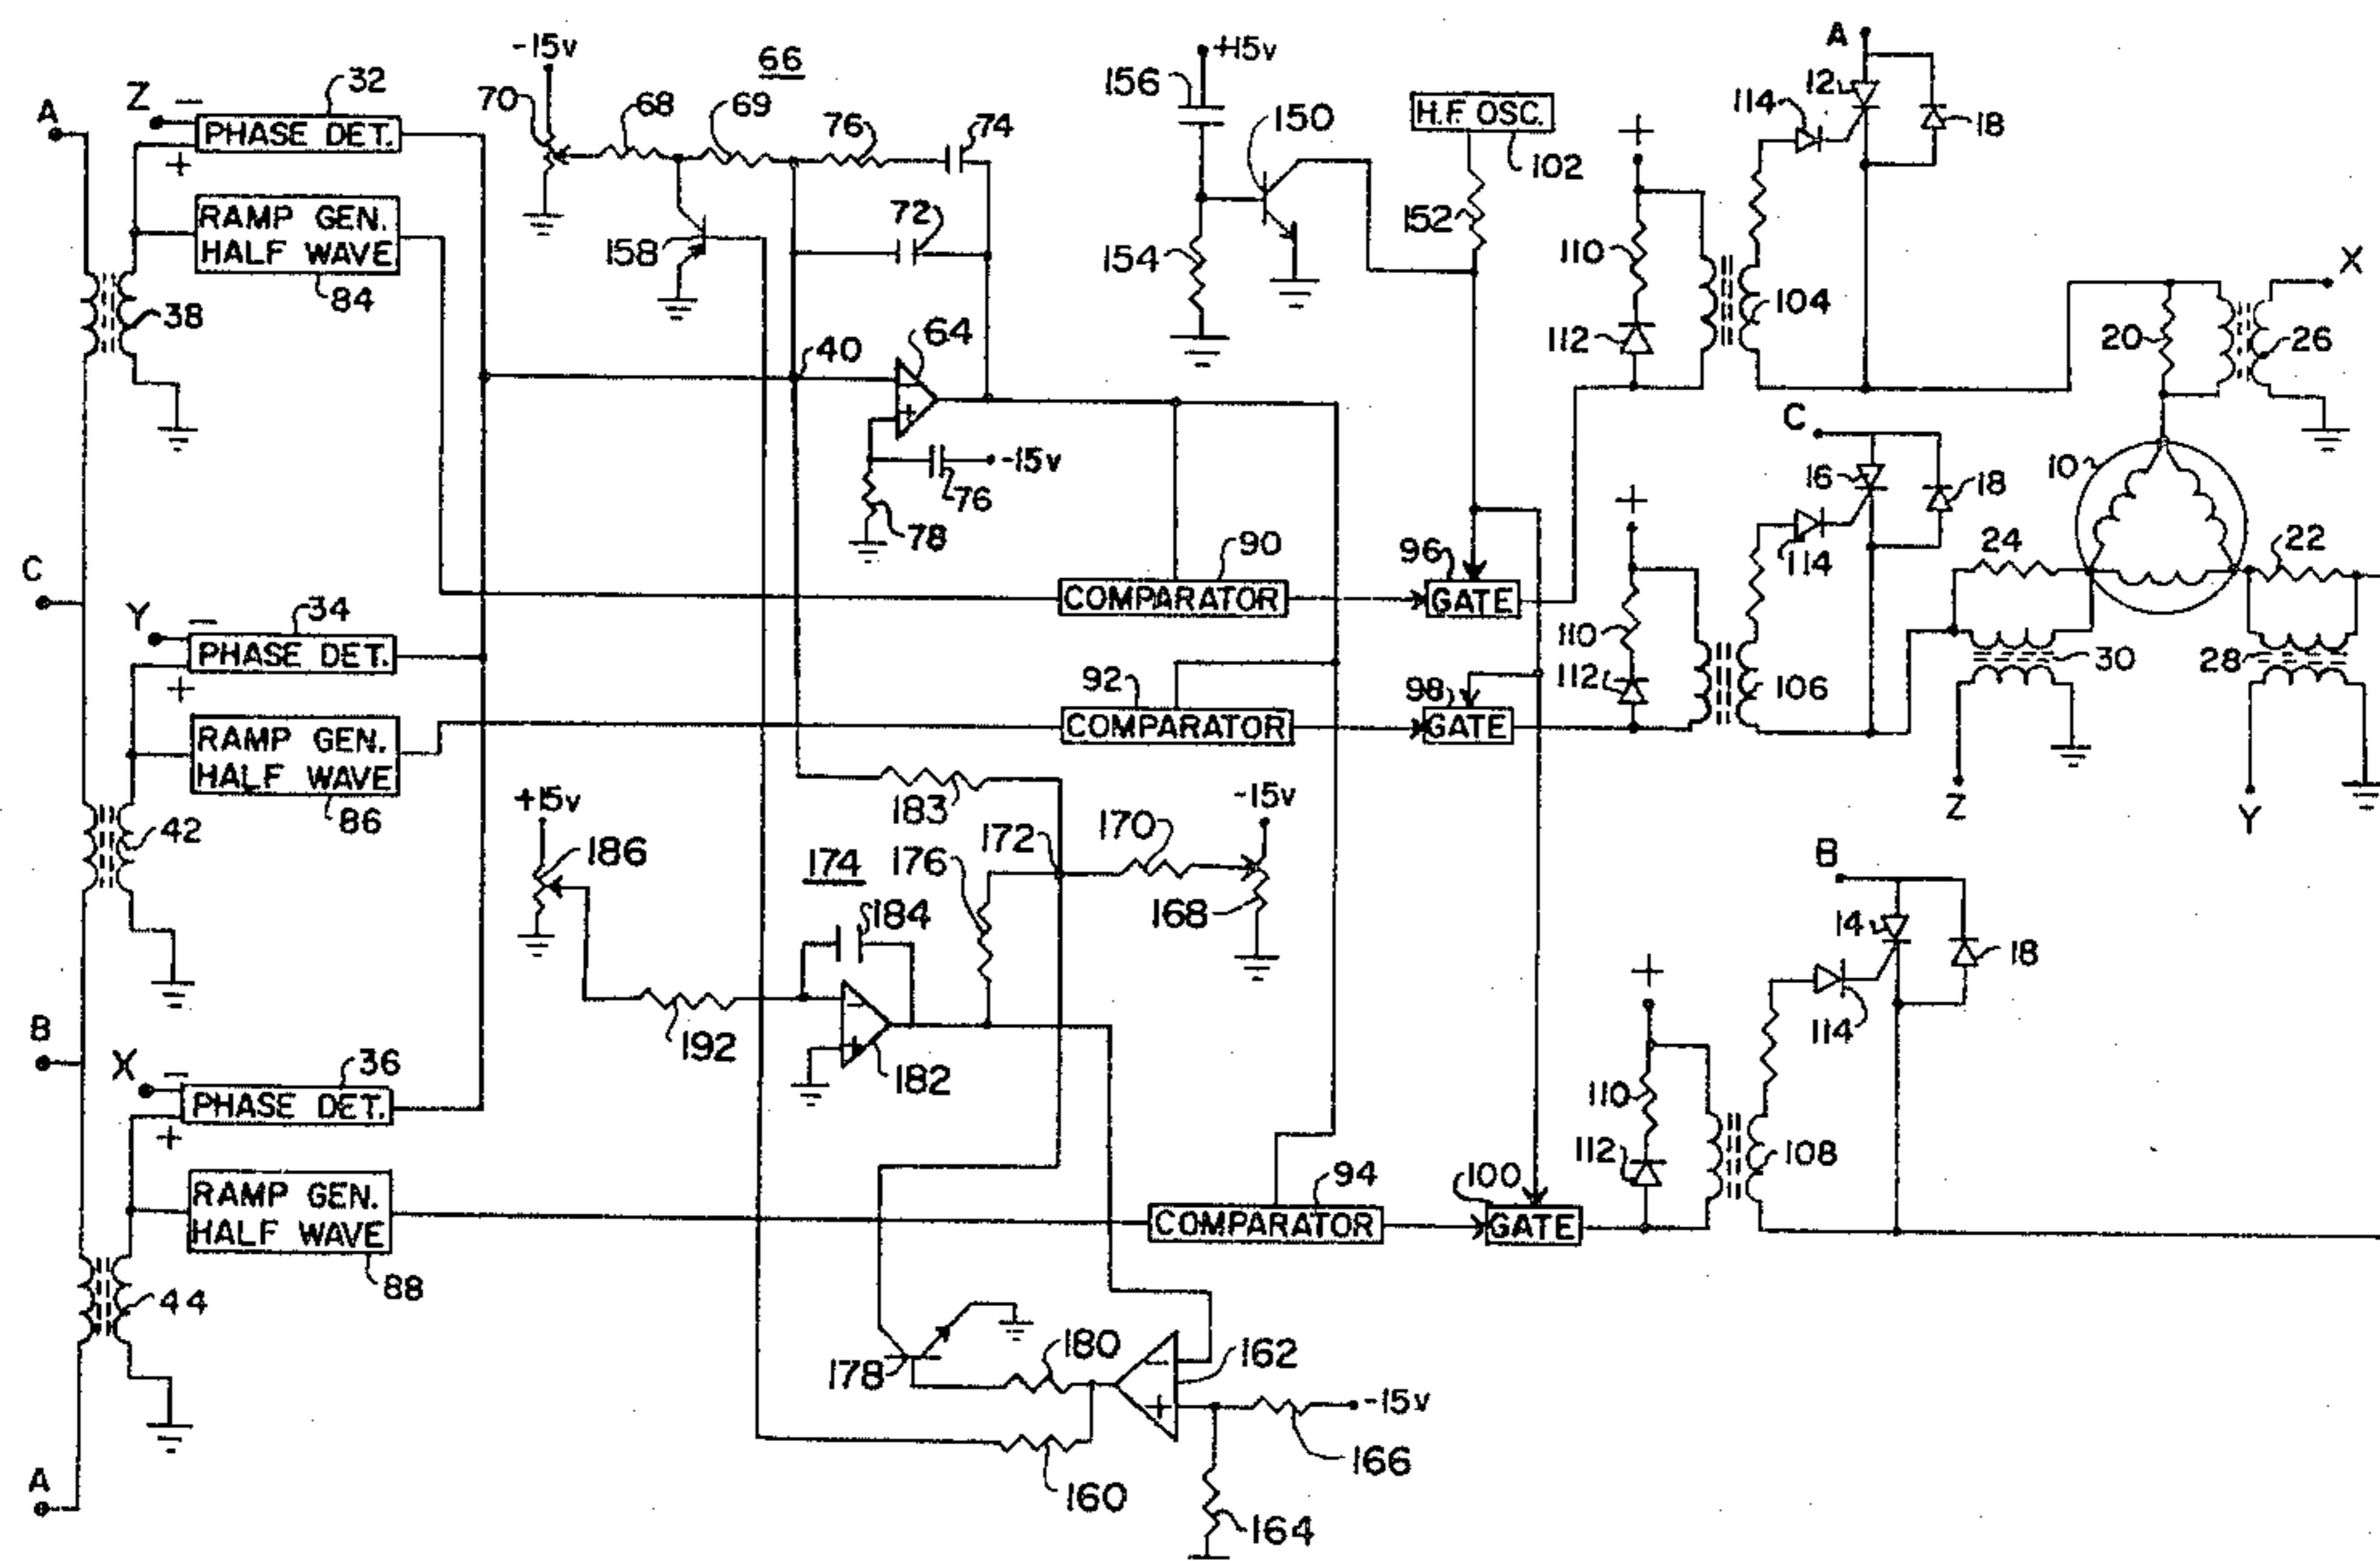 -15v
66
+15v
A
156
12
32
70
68
69
76
74
150
H.F. OSC.
114
18
A
Z
-
PHASE DET.
+
102
+
72
RAMP GEN.
HALF WAVE
158
154
152
110
X
84
38
64
104
20
26
112
40
-
+
C
-15v
76
10
16
18
78
+
114
24
22
C
90
96
COMPARATOR
GATE
34
Y
-
PHASE DET.
+
110
30
28
92
98
112
106
COMPARATOR
GATE
RAMP GEN.
HALF WAVE
86
+15v
183
-15v
Z
Y
42
186
174
172
170
176
B
184
168
14
18
+
114
192
-
+
182
B
X
-
36
PHASE DET.
+
110
112
108
94
100
RAMP GEN.
HALF WAVE
COMPARATOR
GATE
88
44
180
-
162
178
+
-15v
166
A
160
164